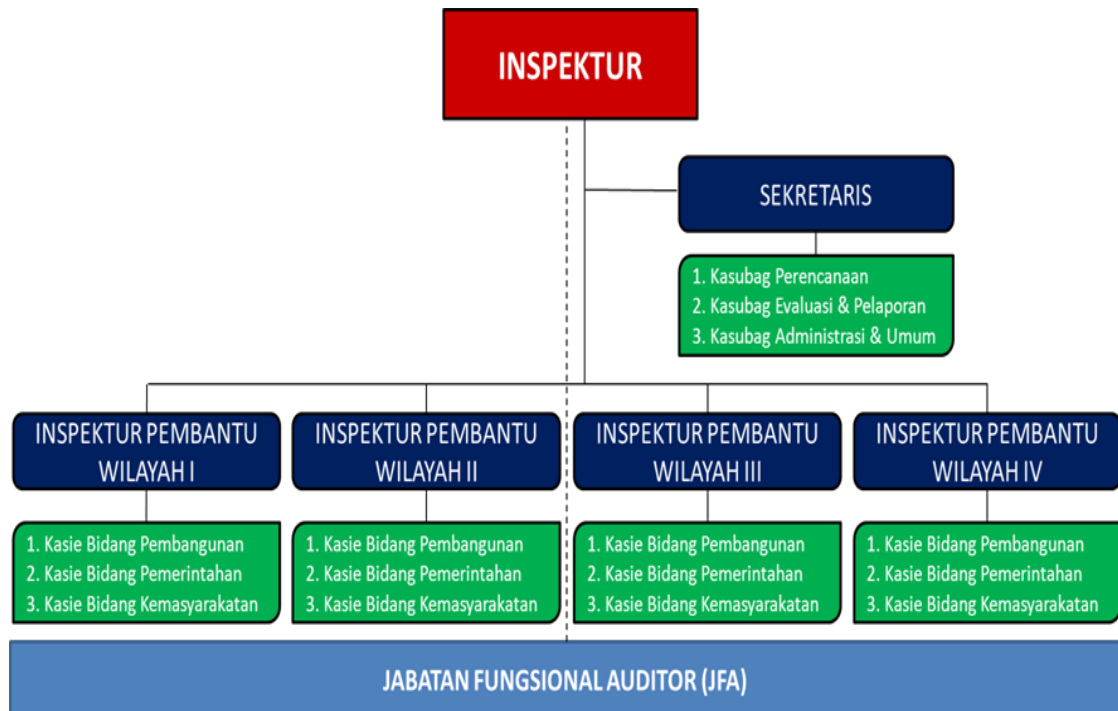 INSPEKTUR
SEKRETARIS
1. Kasubag Perencanaan
2. Kasubag Evaluasi & Pelaporan
3. Kasubag Administrasi & Umum
INSPEKTUR PEMBANTU
WILAYAH I
INSPEKTUR PEMBANTU
WILAYAH II
INSPEKTUR PEMBANTU
WILAYAH III
INSPEKTUR PEMBANTU
WILAYAH IV
1. Kasie Bidang Pembangunan
2. Kasie Bidang Pemerintahan
3. Kasie Bidang Kemasyarakatan
1. Kasie Bidang Pembangunan
2. Kasie Bidang Pemerintahan
3. Kasie Bidang Kemasyarakatan
1. Kasie Bidang Pembangunan
2. Kasie Bidang Pemerintahan
3. Kasie Bidang Kemasyarakatan
1. Kasie Bidang Pembangunan
2. Kasie Bidang Pemerintahan
3. Kasie Bidang Kemasyarakatan
JABATAN FUNGSIONAL AUDITOR (JFA)